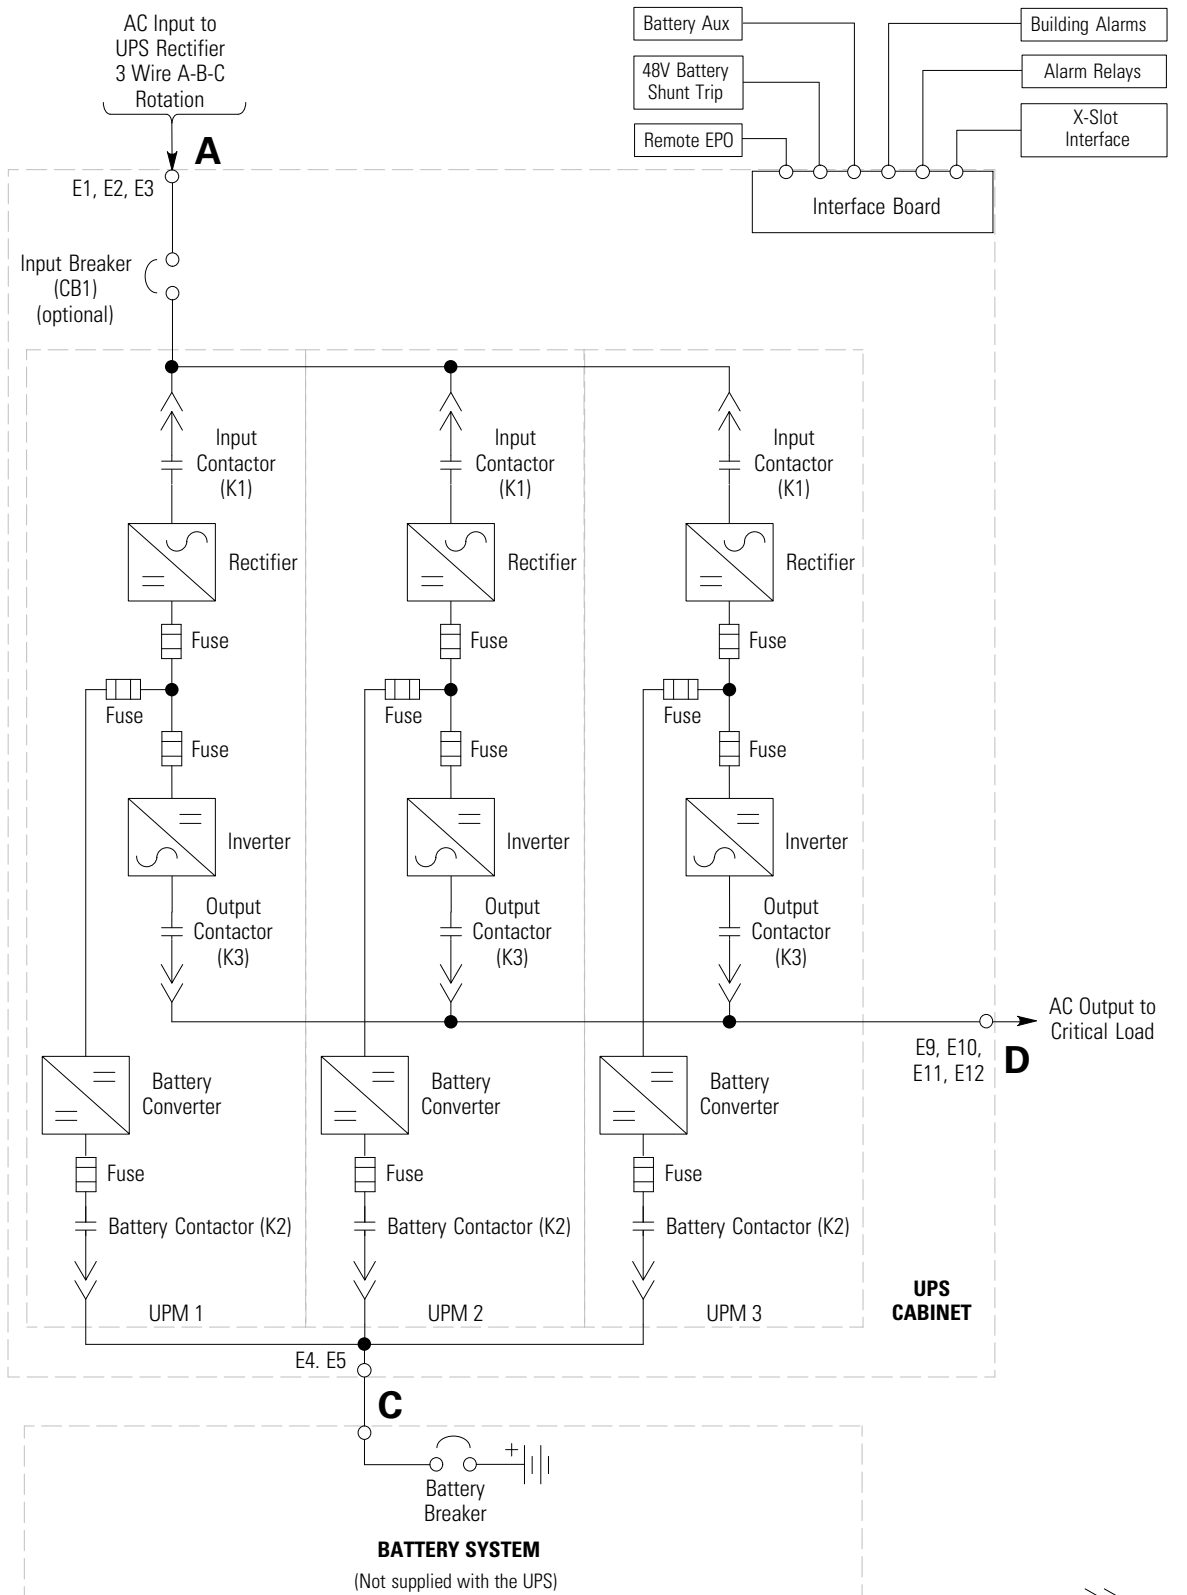 AC Input to
UPS Rectifier
3 Wire A-B-C
Rotation
A
E1, E2, E3
Battery Aux
48V Battery
Shunt Trip
Remote EPO
Building Alarms
Alarm Relays
X-Slot
Interface
Interface Board
Input Breaker
(CB1)
(optional)
Input
Contactor
(K1)
Input
Contactor
(K1)
Input
Contactor
(K1)
Rectifier
Rectifier
Rectifier
Fuse
Fuse
Fuse
Fuse
Fuse
Fuse
Fuse
Fuse
Fuse
Inverter
Inverter
Inverter
Output
Contactor
(K3)
Output
Contactor
(K3)
Output
Contactor
(K3)
AC Output to
Critical Load
E9, E10,
E11, E12
D
Battery
Converter
Battery
Converter
Battery
Converter
Fuse
Fuse
Fuse
Battery Contactor (K2)
Battery Contactor (K2)
Battery Contactor (K2)
UPM 1
UPM 2
UPM 3
UPS
CABINET
E4. E5
C
+
Battery
Breaker
BATTERY SYSTEM
(Not supplied with the UPS)